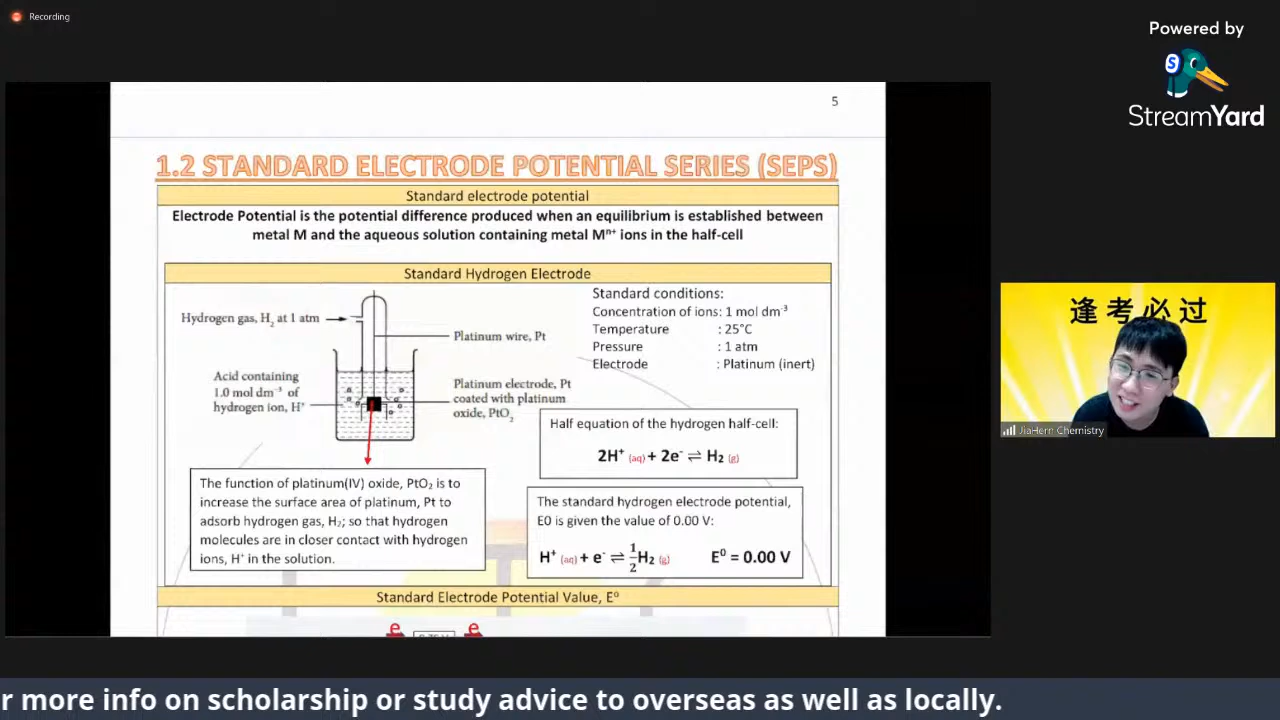 Recording
Powered by
S
StreamYard
5
1.2 STANDARD ELECTRODE POTENTIAL SERIES (SEPS)
Standard electrode potential
Electrode Potential is the potential difference produced when an equilibrium is established between
metal M and the aqueous solution containing metal Mⁿ⁺ ions in the half-cell
Standard Hydrogen Electrode
Hydrogen gas, H₂ at 1 atm
Platinum wire, Pt
Acid containing
1.0 mol dm⁻³ of
hydrogen ion, H⁺
Platinum electrode, Pt
coated with platinum
oxide, PtO₂
Standard conditions:
Concentration of ions: 1 mol dm⁻³
Temperature : 25°C
Pressure : 1 atm
Electrode : Platinum (inert)
Half equation of the hydrogen half-cell:
2H⁺ (aq) + 2e⁻ ⇌ H₂ (g)
The function of platinum(IV) oxide, PtO₂ is to
increase the surface area of platinum, Pt to
adsorb hydrogen gas, H₂; so that hydrogen
molecules are in closer contact with hydrogen
ions, H⁺ in the solution.
The standard hydrogen electrode potential,
E0 is given the value of 0.00 V:
H⁺ (aq) + e⁻ ⇌ 1/2 H₂ (g) E⁰ = 0.00 V
Standard Electrode Potential Value, E⁰
e e
逢考必过
JiaHern Chemistry
r more info on scholarship or study advice to overseas as well as locally.